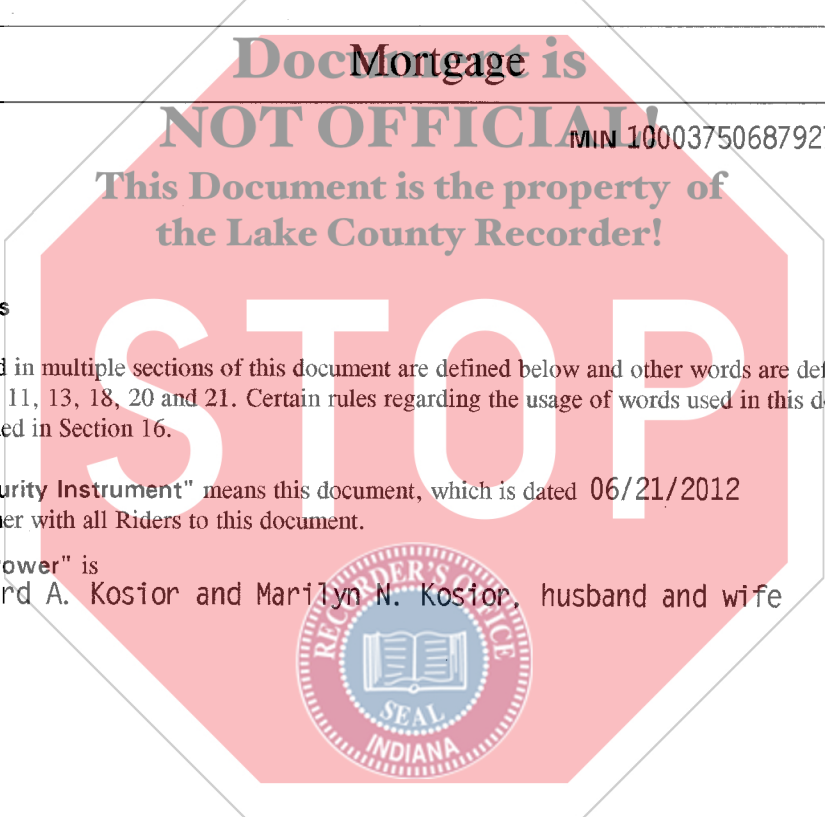 Document is
Mortgage
NOT OFFICIAL!
MIN 10003750687927
This Document is the property of
the Lake County Recorder!
s
STOP
d in multiple sections of this document are defined below and other words are def
11, 13, 18, 20 and 21. Certain rules regarding the usage of words used in this d
ed in Section 16.
urity Instrument" means this document, which is dated 06/21/2012
er with all Riders to this document.
ower" is
rd A. Kosior and Marilyn N. Kosior, husband and wife
RECORDER'S OFFICE
SEAL
INDIANA